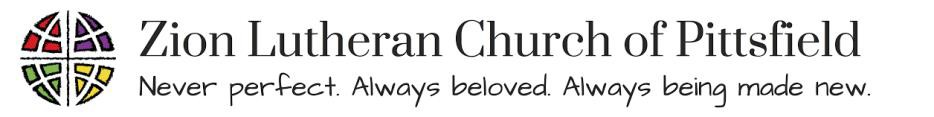 Zion Lutheran Church of Pittsfield
Never perfect. Always beloved. Always being made new.